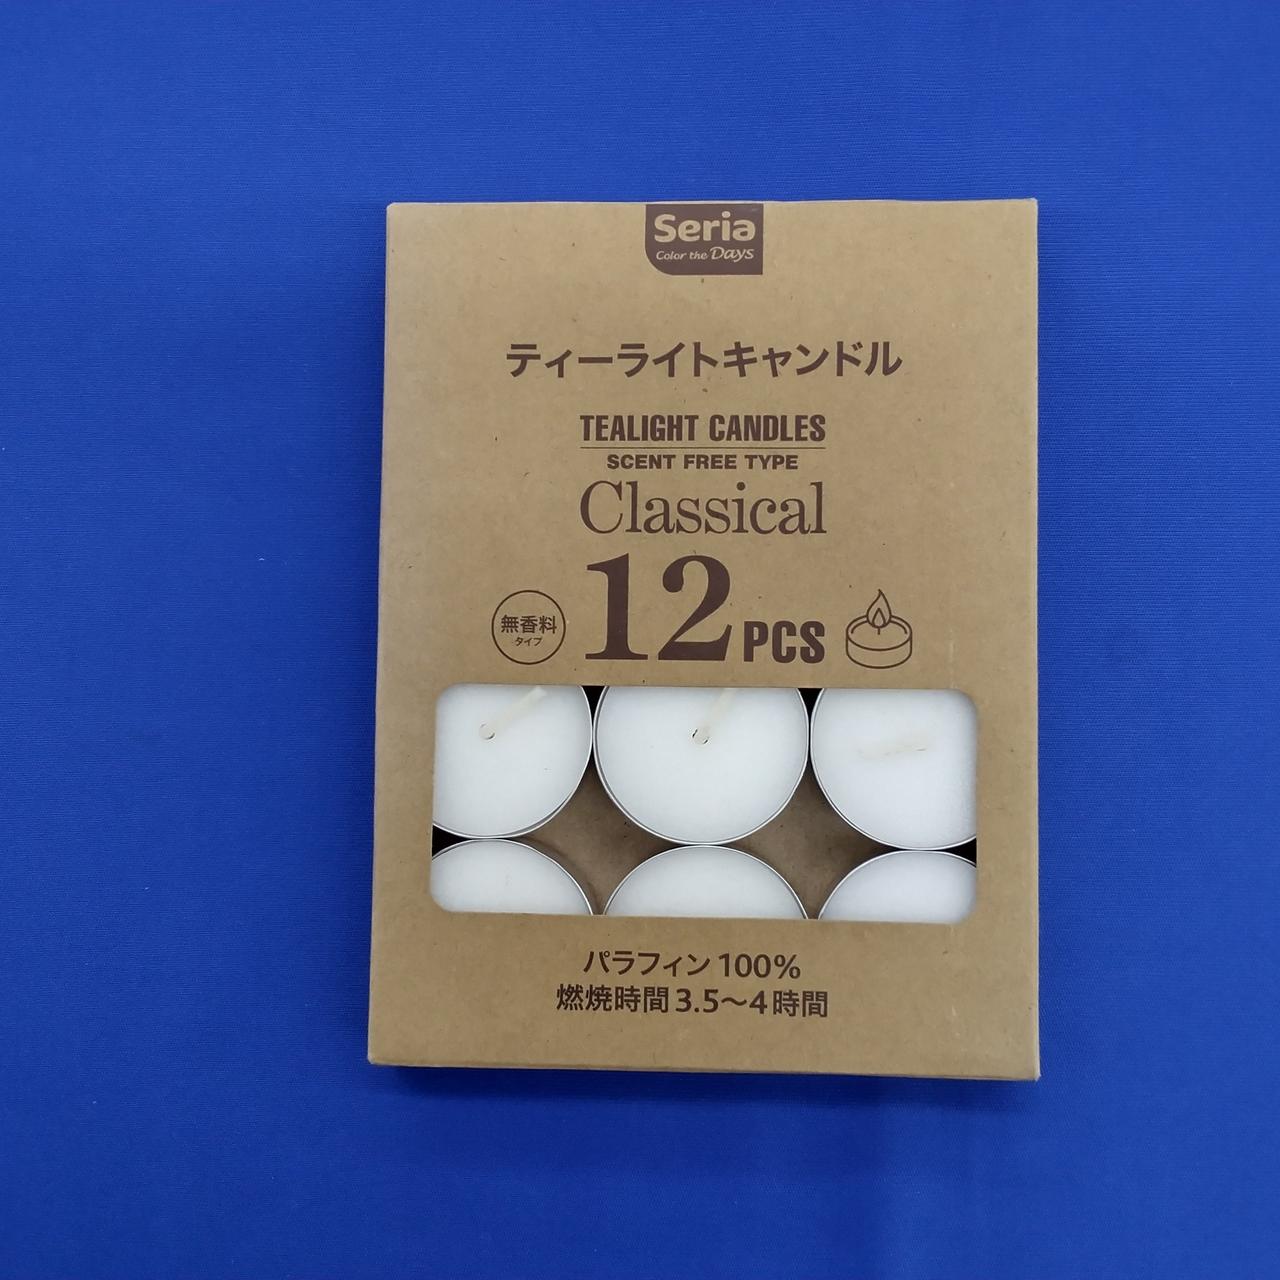 Seria
Color the Days
ティーライトキャンドル
TEALIGHT CANDLES
SCENT FREE TYPE
Classical
無香料
タイプ
12 PCS
パラフィン 100%
燃焼時間 3.5～4 時間